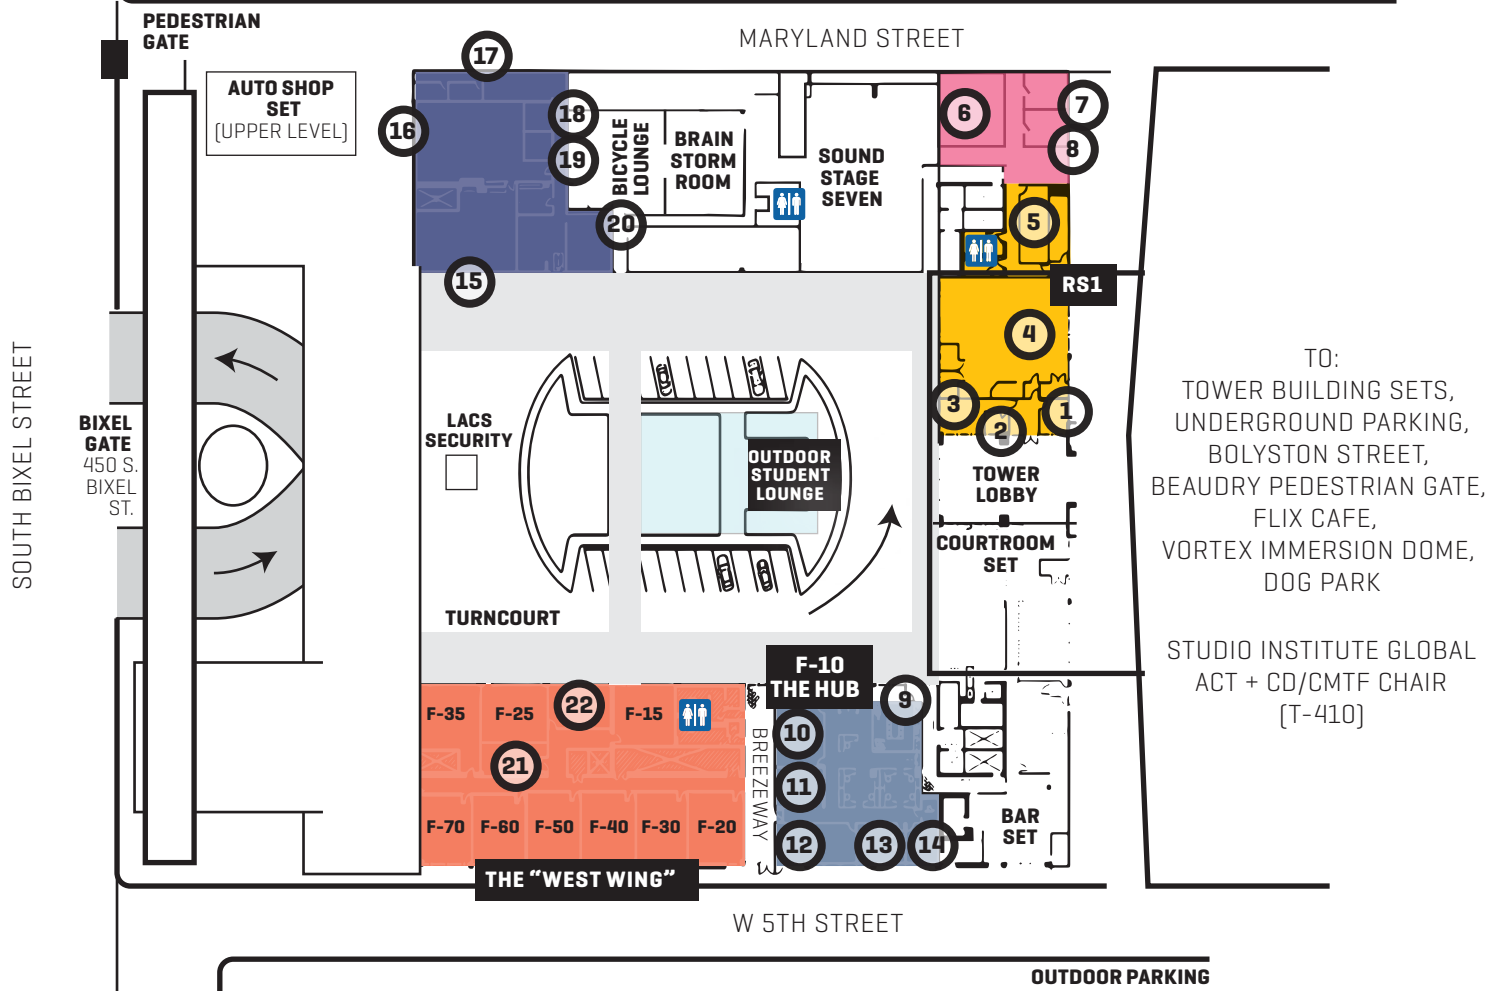 PEDESTRIAN
GATE
MARYLAND STREET
17
AUTO SHOP
SET
(UPPER LEVEL)
16
18
19
BICYCLE
LOUNGE
BRAIN
STORM
ROOM
SOUND
STAGE
SEVEN
6
7
8
20
5
15
RS1
4
SOUTH BIXEL STREET
BIXEL
GATE
450 S.
BIXEL
ST.
LACS
SECURITY
3
2
1
OUTDOOR
STUDENT
LOUNGE
TOWER
LOBBY
COURTROOM
SET
TO:
TOWER BUILDING SETS,
UNDERGROUND PARKING,
BOLYSTON STREET,
BEAUDRY PEDESTRIAN GATE,
FLIX CAFE,
VORTEX IMMERSION DOME,
DOG PARK
STUDIO INSTITUTE GLOBAL
ACT + CD/CMTF CHAIR
(T-410)
TURNCOURT
F-10
THE HUB
9
F-35
F-25
22
F-15
10
21
11
BREEZEWAY
F-70
F-60
F-50
F-40
F-30
F-20
12
13
14
BAR
SET
THE “WEST WING”
W 5TH STREET
OUTDOOR PARKING